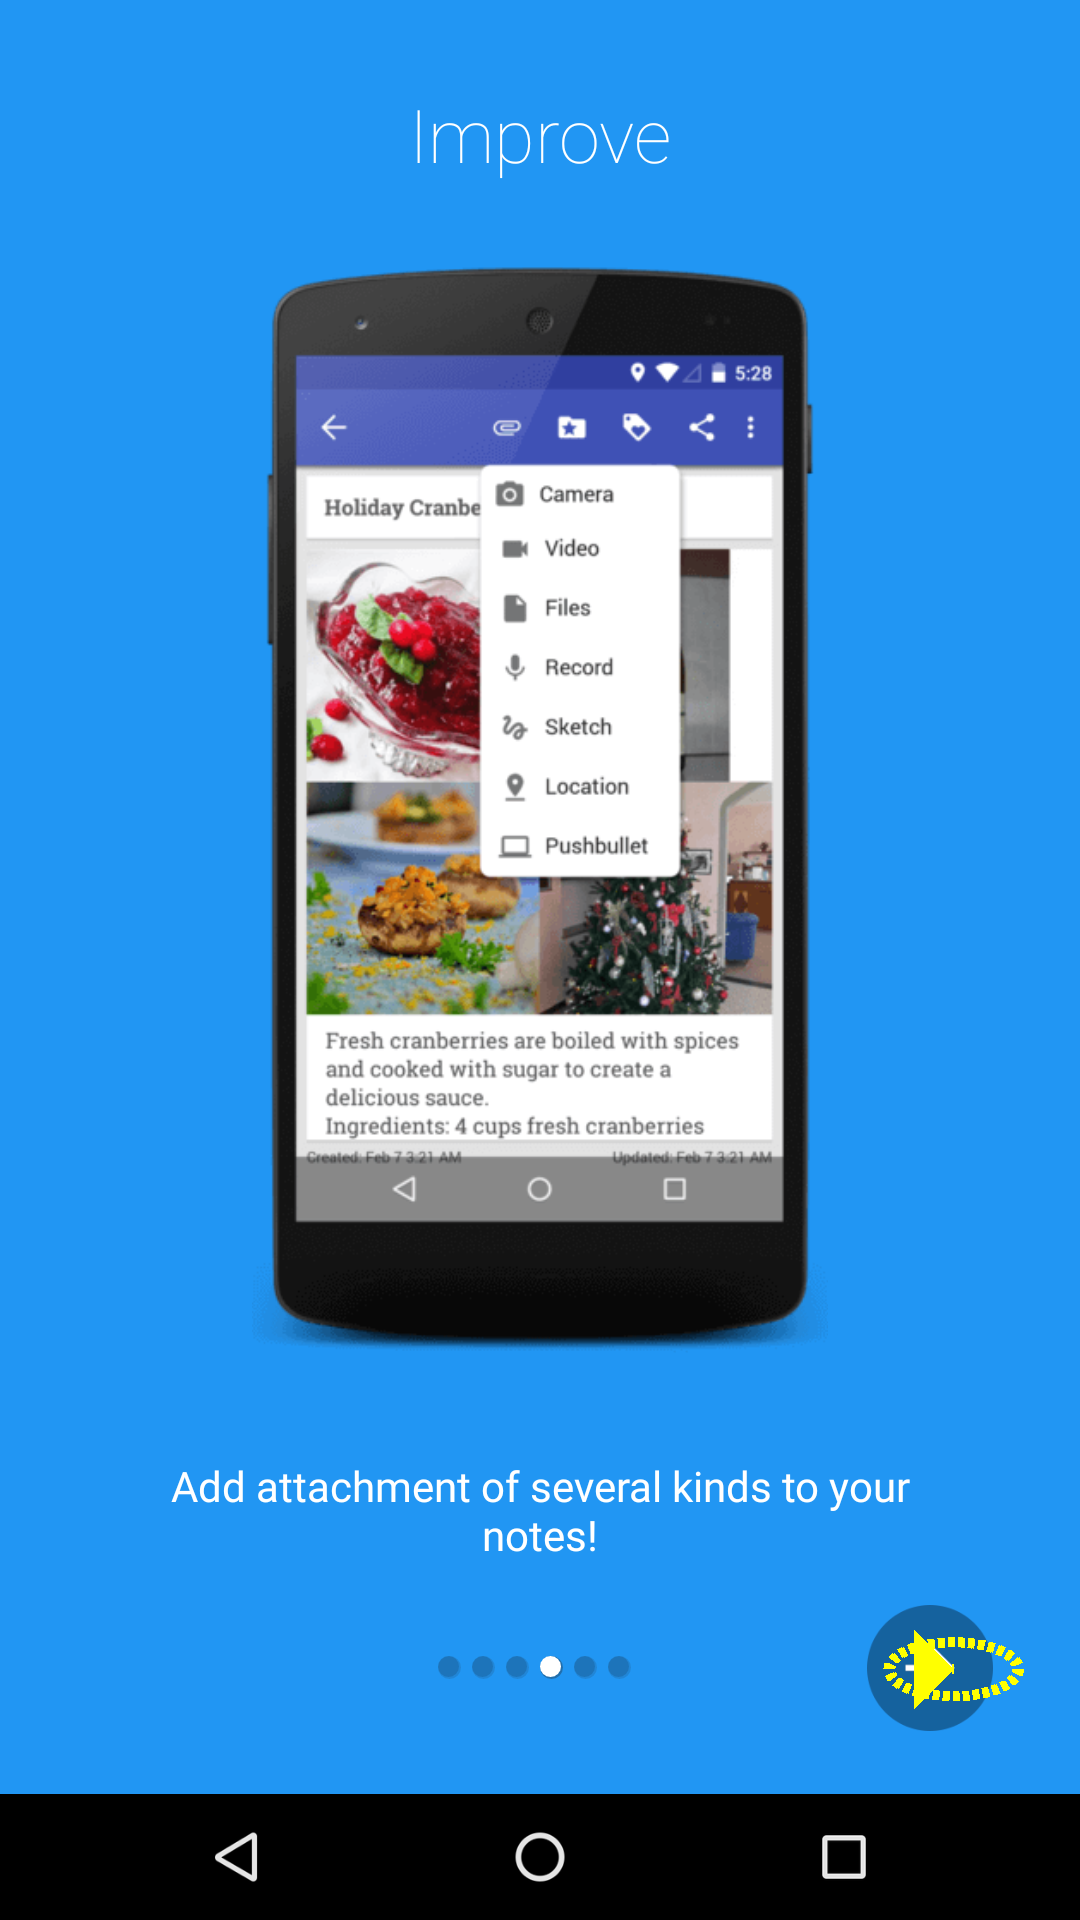 Improve
5:28
Holiday Cranbe
Camera
Video
Files
Record
Sketch
Location
Pushbullet
Fresh cranberries are boiled with spices
and cooked with sugar to create a
delicious sauce.
Ingredients: 4 cups fresh cranberries
Created: Feb 7 3:21 AM Updated: Feb 7 3:21 AM
Add attachment of several kinds to your
notes!